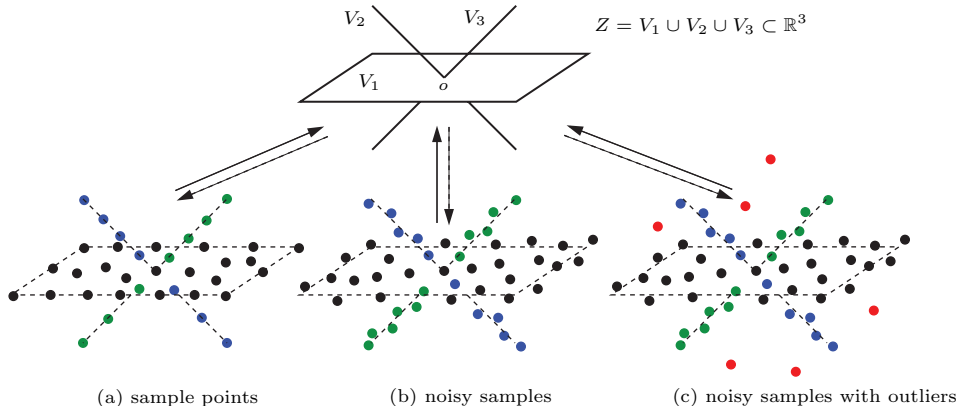 V₂ V₃ Z = V₁ ∪ V₂ ∪ V₃ ⊂ ℝ³
V₁ o
(a) sample points (b) noisy samples (c) noisy samples with outliers